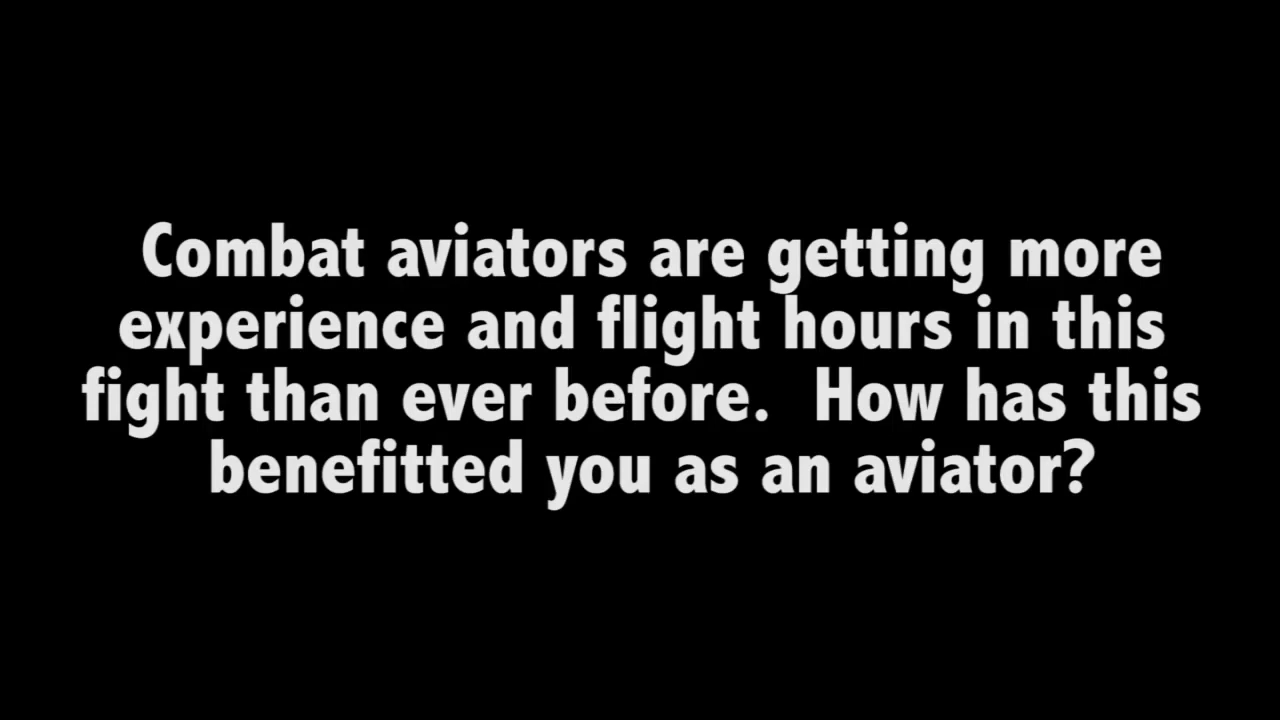 Combat aviators are getting more
experience and flight hours in this
fight than ever before.  How has this
benefitted you as an aviator?